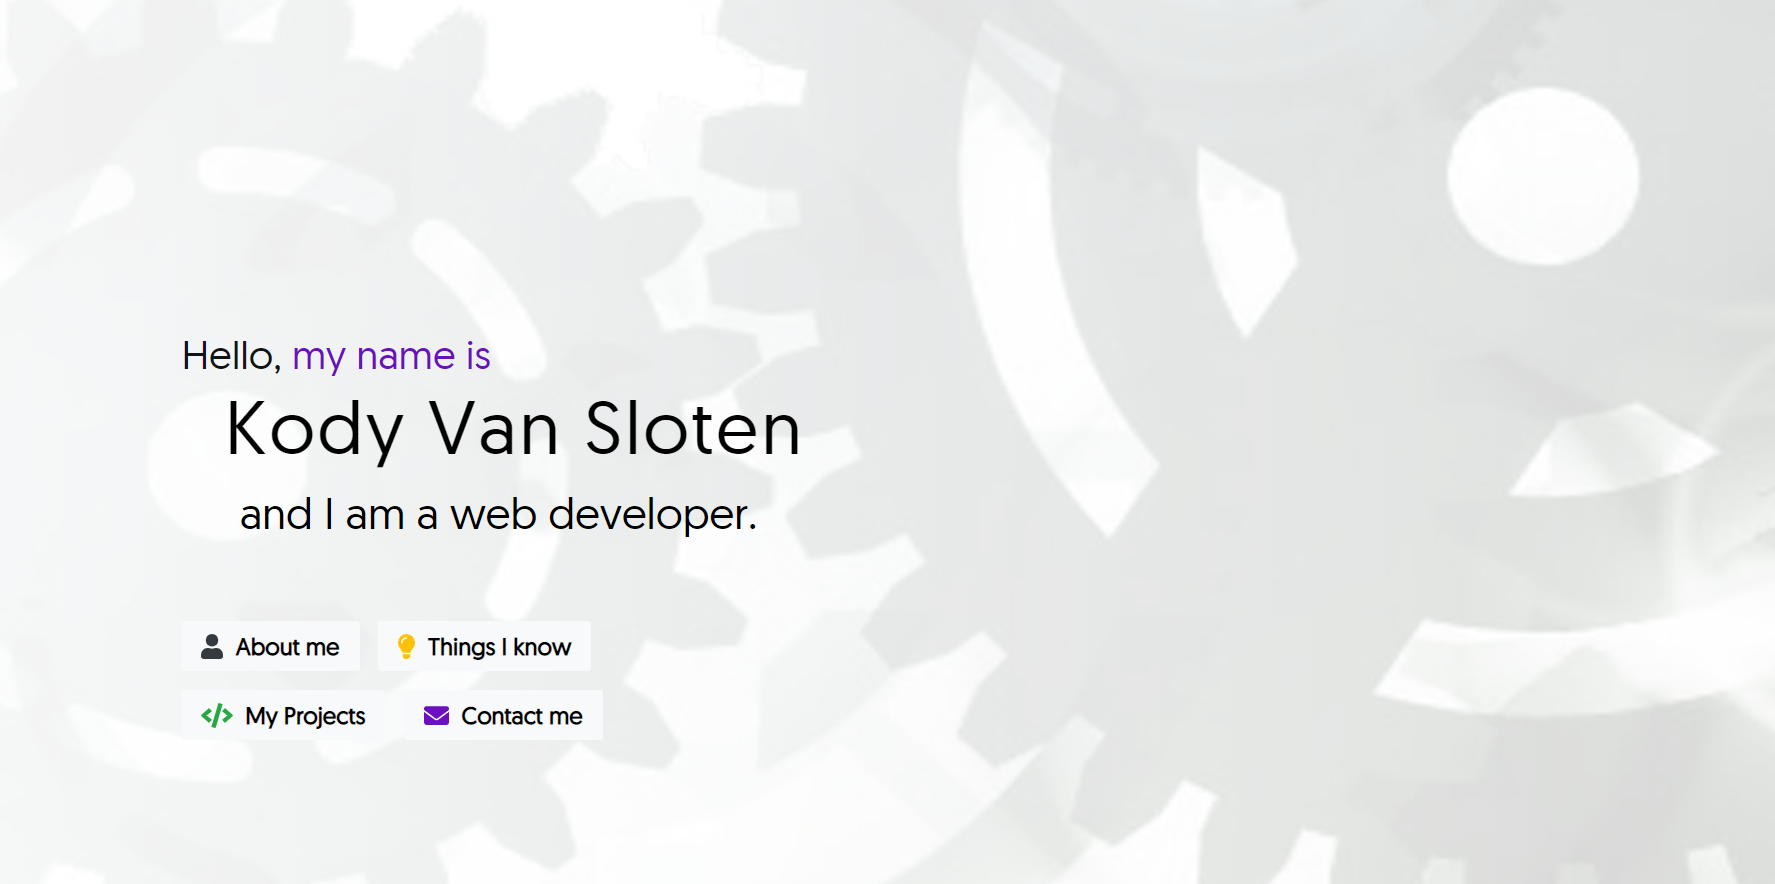 Hello, my name is
Kody Van Sloten
and I am a web developer.
About me Things I know
My Projects Contact me